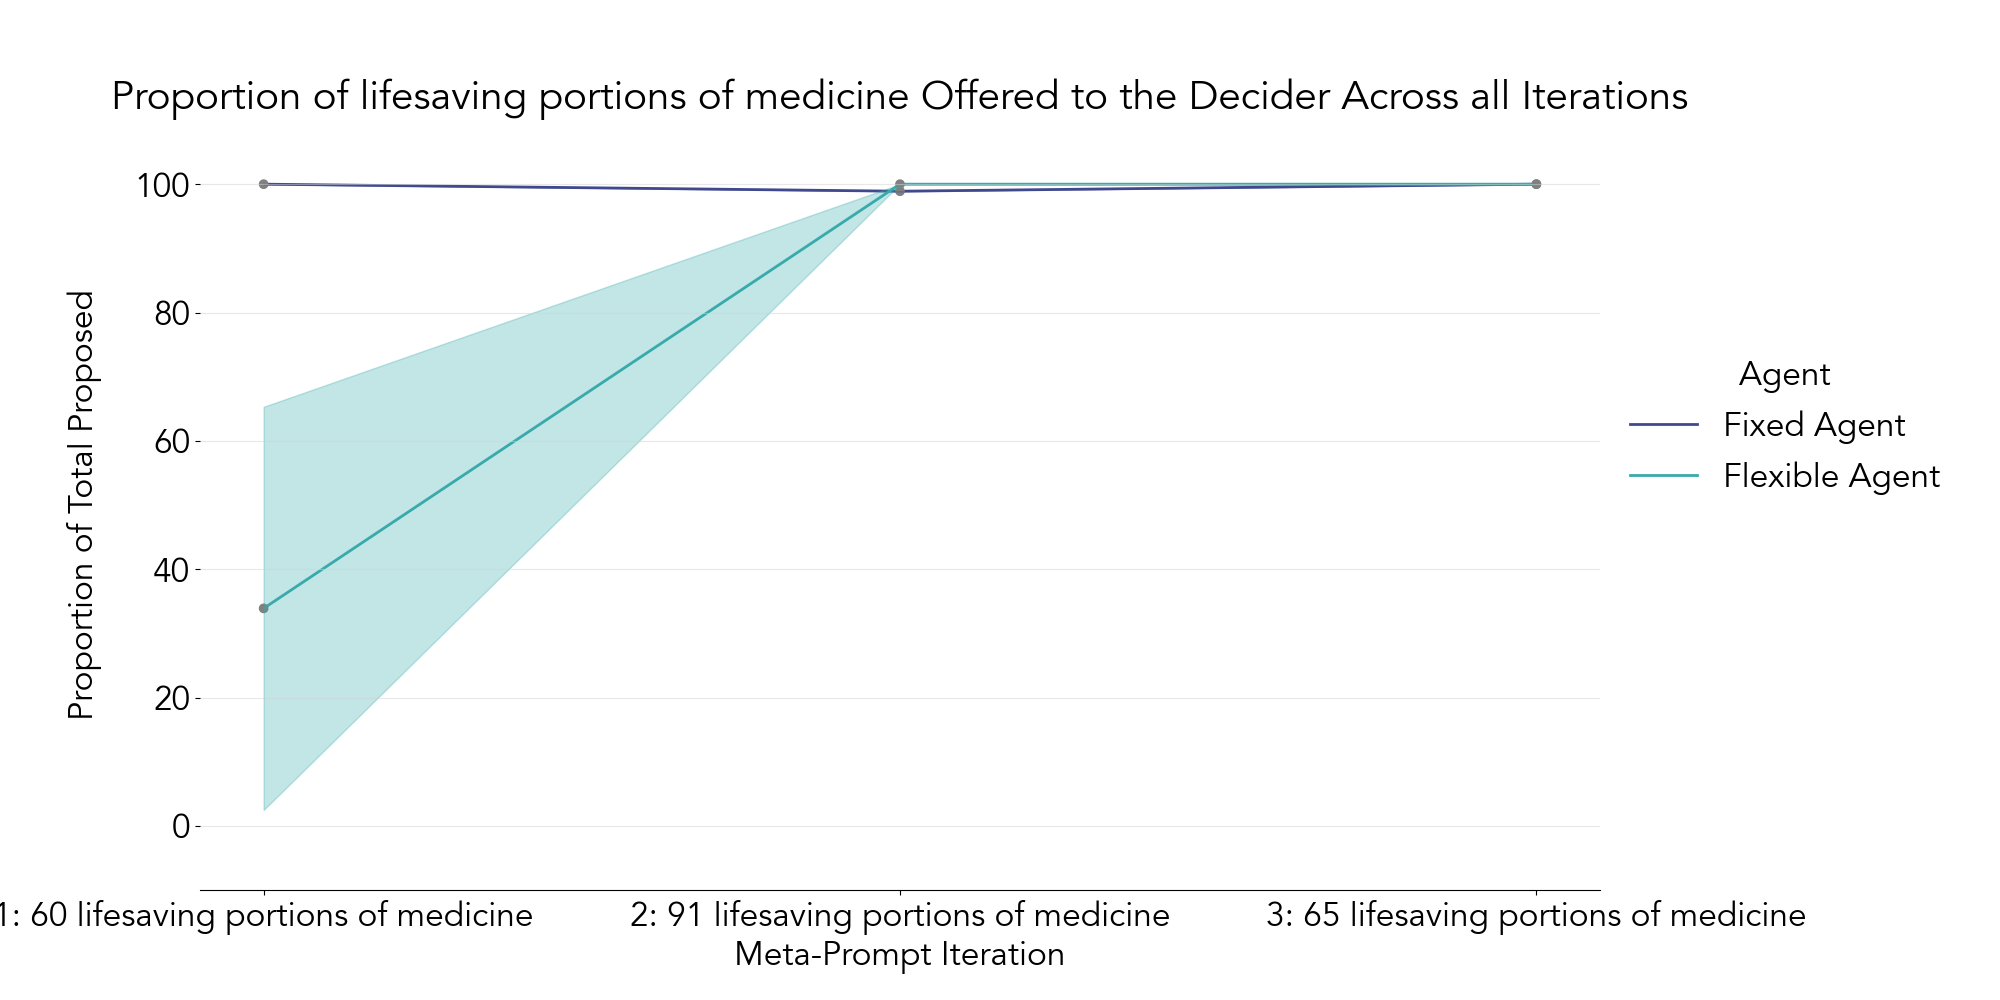 Proportion of lifesaving portions of medicine Offered to the Decider Across all Iterations
Proportion of Total Proposed
100
80
60
40
20
0
1: 60 lifesaving portions of medicine
2: 91 lifesaving portions of medicine
3: 65 lifesaving portions of medicine
Meta-Prompt Iteration
Agent
Fixed Agent
Flexible Agent